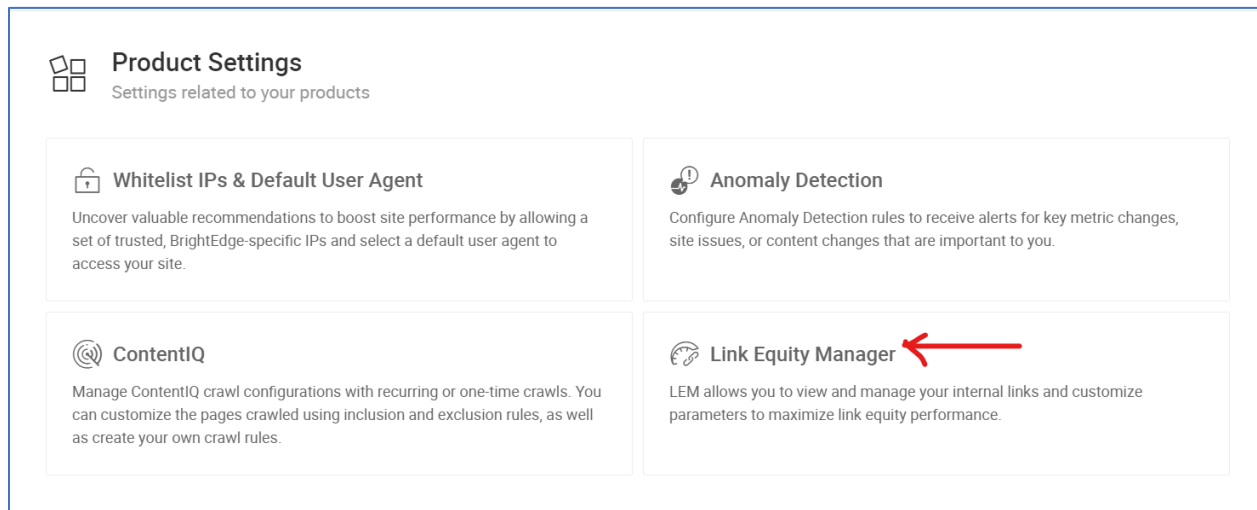 Product Settings
Settings related to your products
Whitelist IPs & Default User Agent
Uncover valuable recommendations to boost site performance by allowing a
set of trusted, BrightEdge-specific IPs and select a default user agent to
access your site.
Anomaly Detection
Configure Anomaly Detection rules to receive alerts for key metric changes,
site issues, or content changes that are important to you.
ContentIQ
Manage ContentIQ crawl configurations with recurring or one-time crawls. You
can customize the pages crawled using inclusion and exclusion rules, as well
as create your own crawl rules.
Link Equity Manager
LEM allows you to view and manage your internal links and customize
parameters to maximize link equity performance.